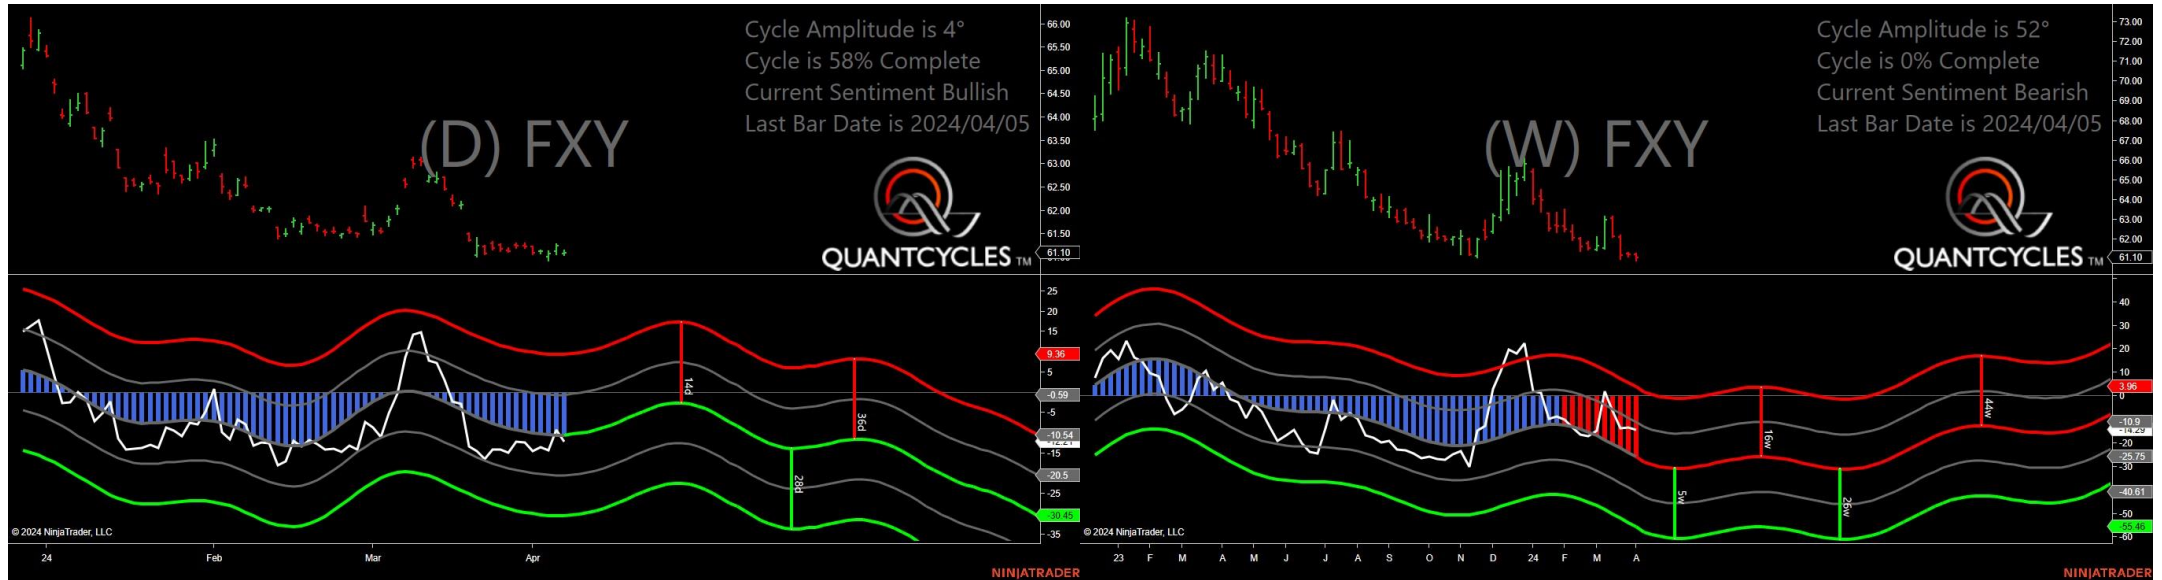 Cycle Amplitude is 4°
Cycle is 58% Complete
Current Sentiment Bullish
Last Bar Date is 2024/04/05
(D) FXY
QUANTCYCLES TM
66.00
65.50
65.00
64.50
64.00
63.50
63.00
62.50
62.00
61.50
61.10
25
20
15
9.36
5
-0.59
-5
-10.54
-15
-20.5
-25
-30.45
-35
14d
28d
36d
© 2024 NinjaTrader, LLC
24 Feb Mar Apr
NINJATRADER
Cycle Amplitude is 52°
Cycle is 0% Complete
Current Sentiment Bearish
Last Bar Date is 2024/04/05
(W) FXY
QUANTCYCLES TM
73.00
72.00
71.00
70.00
69.00
68.00
67.00
66.00
65.00
64.00
63.00
62.00
61.10
40
30
20
10
3.96
0
-10.9
-14.29
-20
-25.75
-30
-40.61
-50
-55.46
-60
5w
16w
26w
44w
© 2024 NinjaTrader, LLC
23 F M A M J J A S O N D 24 F M A
NINJATRADER